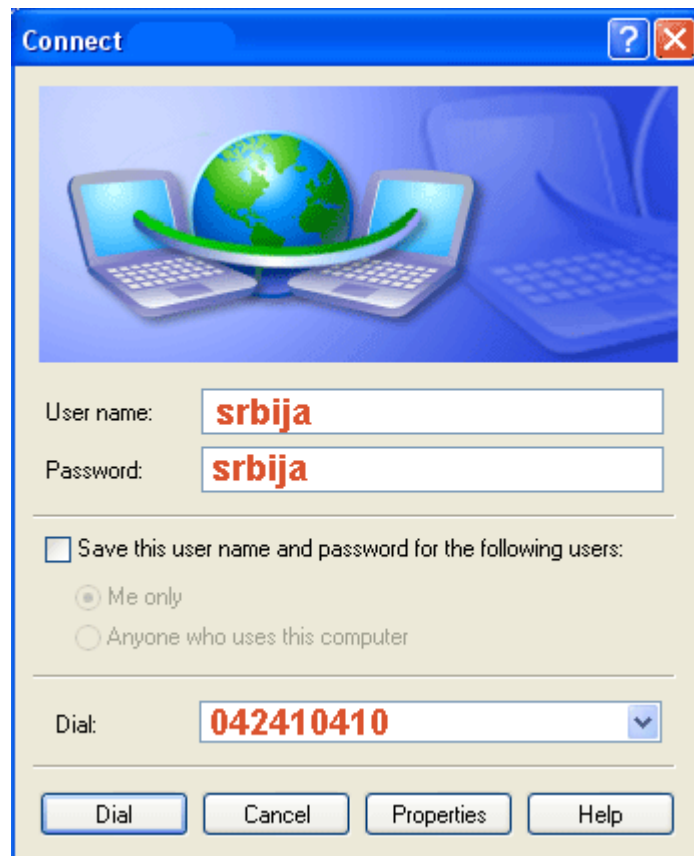 Connect
User name: srbija
Password: srbija
Save this user name and password for the following users:
Me only
Anyone who uses this computer
Dial: 042410410
Dial Cancel Properties Help